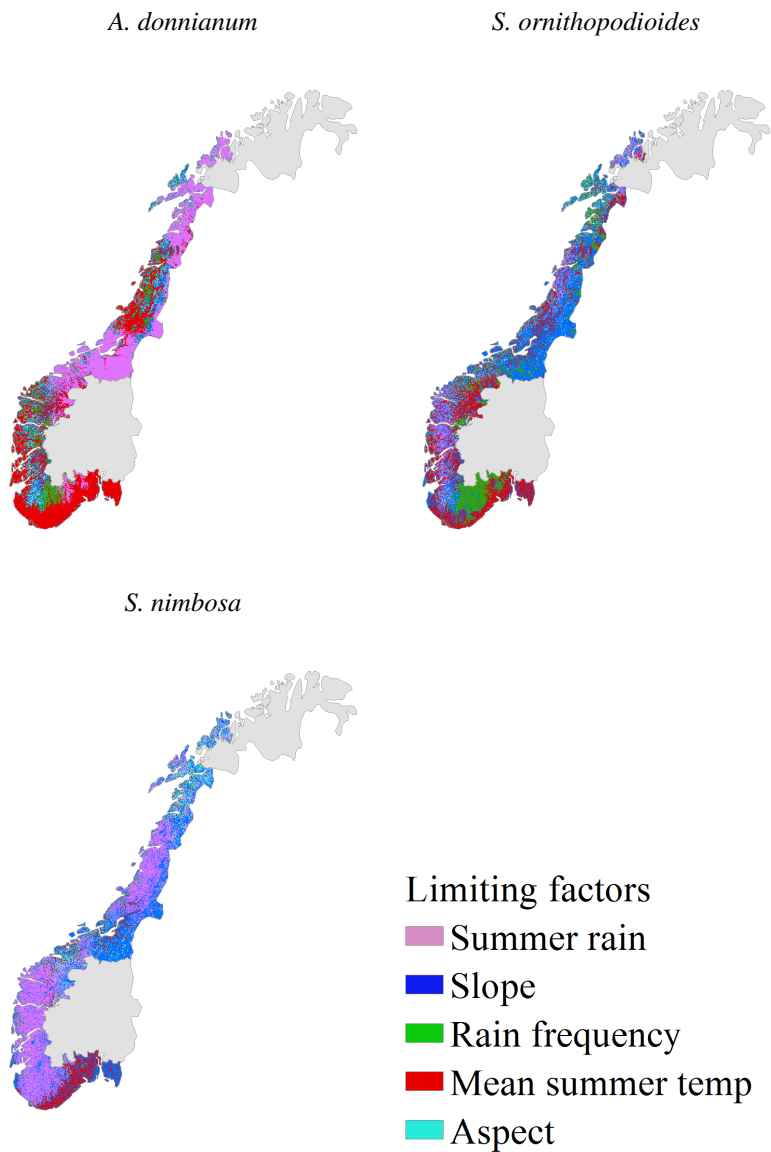 A. donnianum
S. ornithopodioides
S. nimbosa
Limiting factors
Summer rain
Slope
Rain frequency
Mean summer temp
Aspect